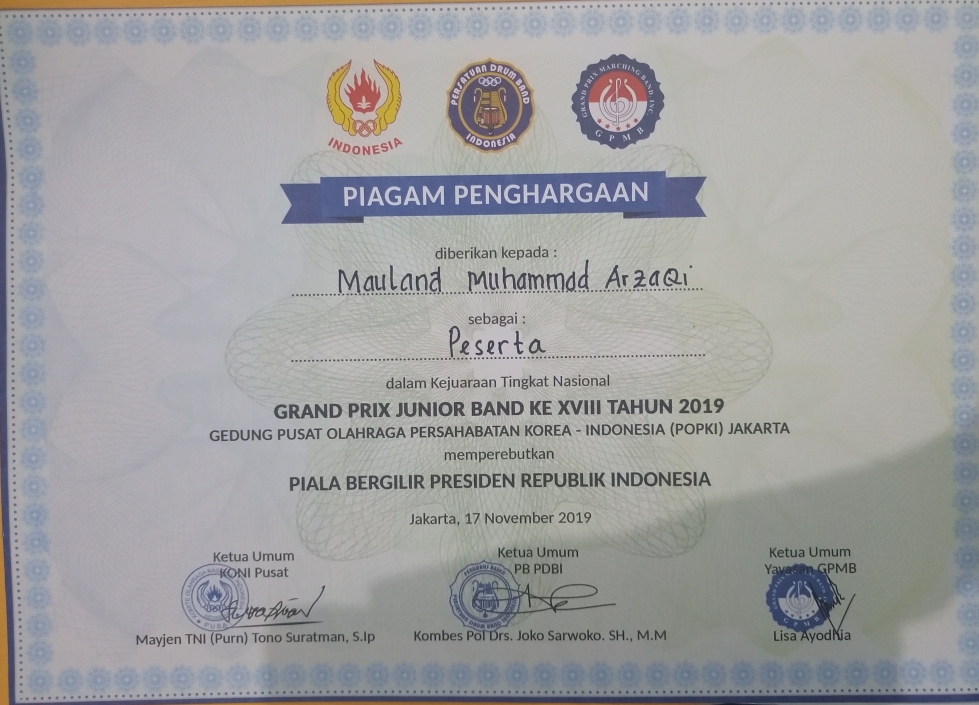 INDONESIA
PERSATUAN DRUM BAND
INDONESIA
GRAND PRIX MARCHING BAND, INC.
GPMB
PIAGAM PENGHARGAAN
diberikan kepada :
Mauland Muhammad Arzaqi
sebagai :
Peserta
dalam Kejuaraan Tingkat Nasional
GRAND PRIX JUNIOR BAND KE XVIII TAHUN 2019
GEDUNG PUSAT OLAHRAGA PERSAHABATAN KOREA - INDONESIA (POPKI) JAKARTA
memperebutkan
PIALA BERGILIR PRESIDEN REPUBLIK INDONESIA
Jakarta, 17 November 2019
Ketua Umum
KONI Pusat
Mayjen TNI (Purn) Tono Suratman, S.Ip
Ketua Umum
PB PDBI
Kombes Pol Drs. Joko Sarwoko. SH., M.M
Ketua Umum
Yayasan GPMB
GPMB
Lisa Ayodhia